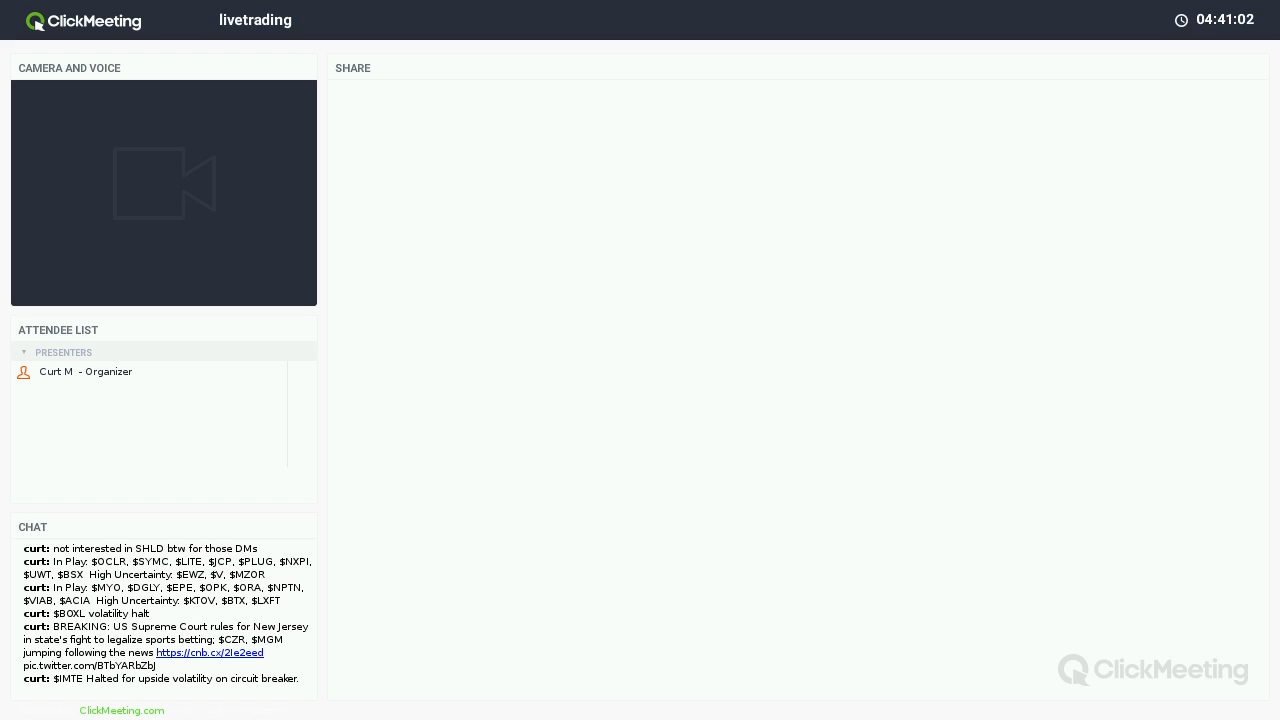 ClickMeeting livetrading 04:41:02
CAMERA AND VOICE
SHARE
ATTENDEE LIST
PRESENTERS
Curt M - Organizer
CHAT
curt: not interested in SHLD btw for those DMs
curt: In Play: $OCLR, $SYMC, $LITE, $JCP, $PLUG, $NXPI,
$UWT, $BSX High Uncertainty: $EWZ, $V, $MZOR
curt: In Play: $MYO, $DGLY, $EPE, $OPK, $ORA, $NPTN,
$VIAB, $ACIA High Uncertainty: $KTOV, $BTX, $LXFT
curt: $BOXL volatility halt
curt: BREAKING: US Supreme Court rules for New Jersey
in state's fight to legalize sports betting; $CZR, $MGM
jumping following the news https://cnb.cx/2Ie2eed
pic.twitter.com/BTbYARbZbJ
curt: $IMTE Halted for upside volatility on circuit breaker.
ClickMeeting
ClickMeeting.com